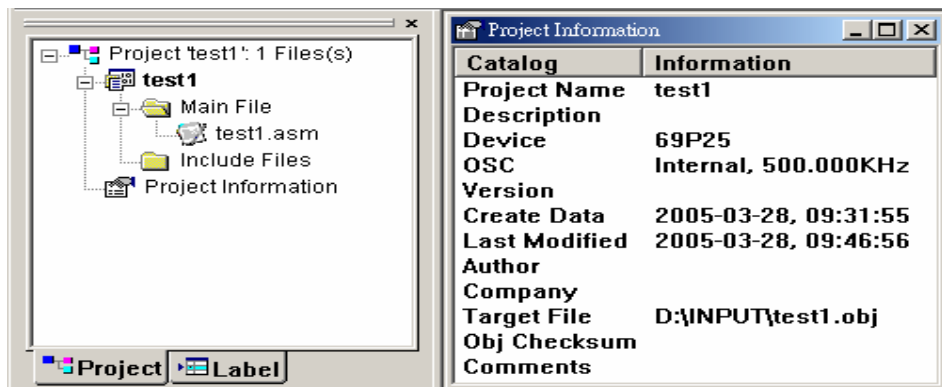 Project 'test1': 1 Files(s)
test1
Main File
test1.asm
Include Files
Project Information
Project
Label
Project Information
Catalog Information
Project Name test1
Description
Device 69P25
OSC Internal, 500.000KHz
Version
Create Data 2005-03-28, 09:31:55
Last Modified 2005-03-28, 09:46:56
Author
Company
Target File D:\INPUT\test1.obj
Obj Checksum
Comments